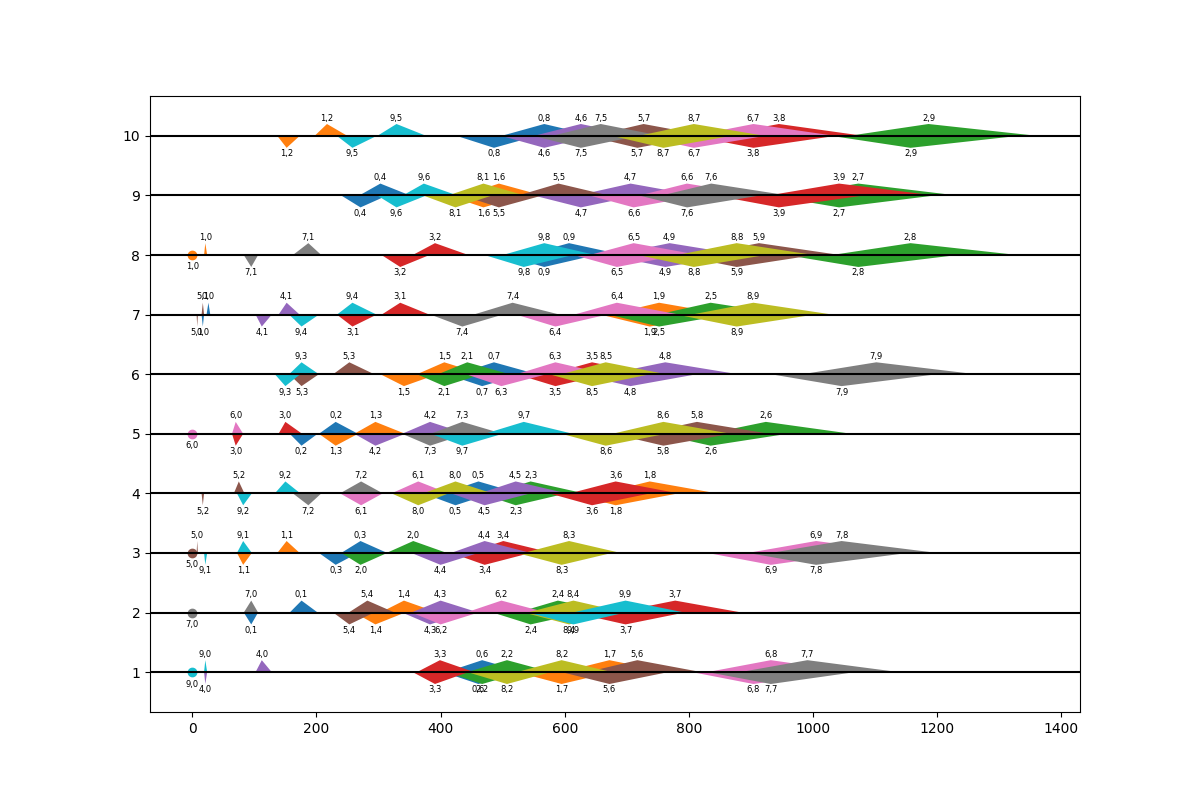 1,2 9,5 0,8 4,6 7,5 5,7 8,7 6,7 3,8 2,9
10
1,2 9,5 0,8 4,6 7,5 5,7 8,7 6,7 3,8 2,9
0,4 9,6 8,1 1,6 5,5 4,7 6,6 7,6 3,9 2,7
9
0,4 9,6 8,1 1,6 5,5 4,7 6,6 7,6 3,9 2,7
1,0 7,1 3,2 9,8 0,9 6,5 4,9 8,8 5,9 2,8
8
1,0 7,1 3,2 9,8 0,9 6,5 4,9 8,8 5,9 2,8
4,1 9,4 3,1 7,4 6,4 1,9 2,5 8,9
7
4,1 9,4 3,1 7,4 6,4 8,9
9,3 5,3 1,5 2,1 0,7 6,3 3,5 8,5 4,8 7,9
6
9,3 5,3 1,5 2,1 0,7 6,3 3,5 8,5 4,8 7,9
6,0 3,0 0,2 1,3 4,2 7,3 9,7 8,6 5,8 2,6
5
6,0 3,0 0,2 1,3 4,2 7,3 9,7 8,6 5,8 2,6
5,2 9,2 7,2 6,1 8,0 0,5 4,5 2,3 3,6 1,8
4
5,2 9,2 7,2 6,1 8,0 0,5 4,5 2,3 3,6 1,8
5,0 9,1 1,1 0,3 2,0 4,4 3,4 8,3 6,9 7,8
3
5,0 9,1 1,1 0,3 2,0 4,4 3,4 8,3 6,9 7,8
7,0 0,1 5,4 1,4 4,3 6,2 2,4 8,4 9,9 3,7
2
7,0 0,1 5,4 1,4 4,3 6,2 2,4 3,7
9,0 4,0 3,3 0,6 2,2 8,2 1,7 5,6 6,8 7,7
1
9,0 4,0 3,3 8,2 1,7 5,6 6,8 7,7
0 200 400 600 800 1000 1200 1400